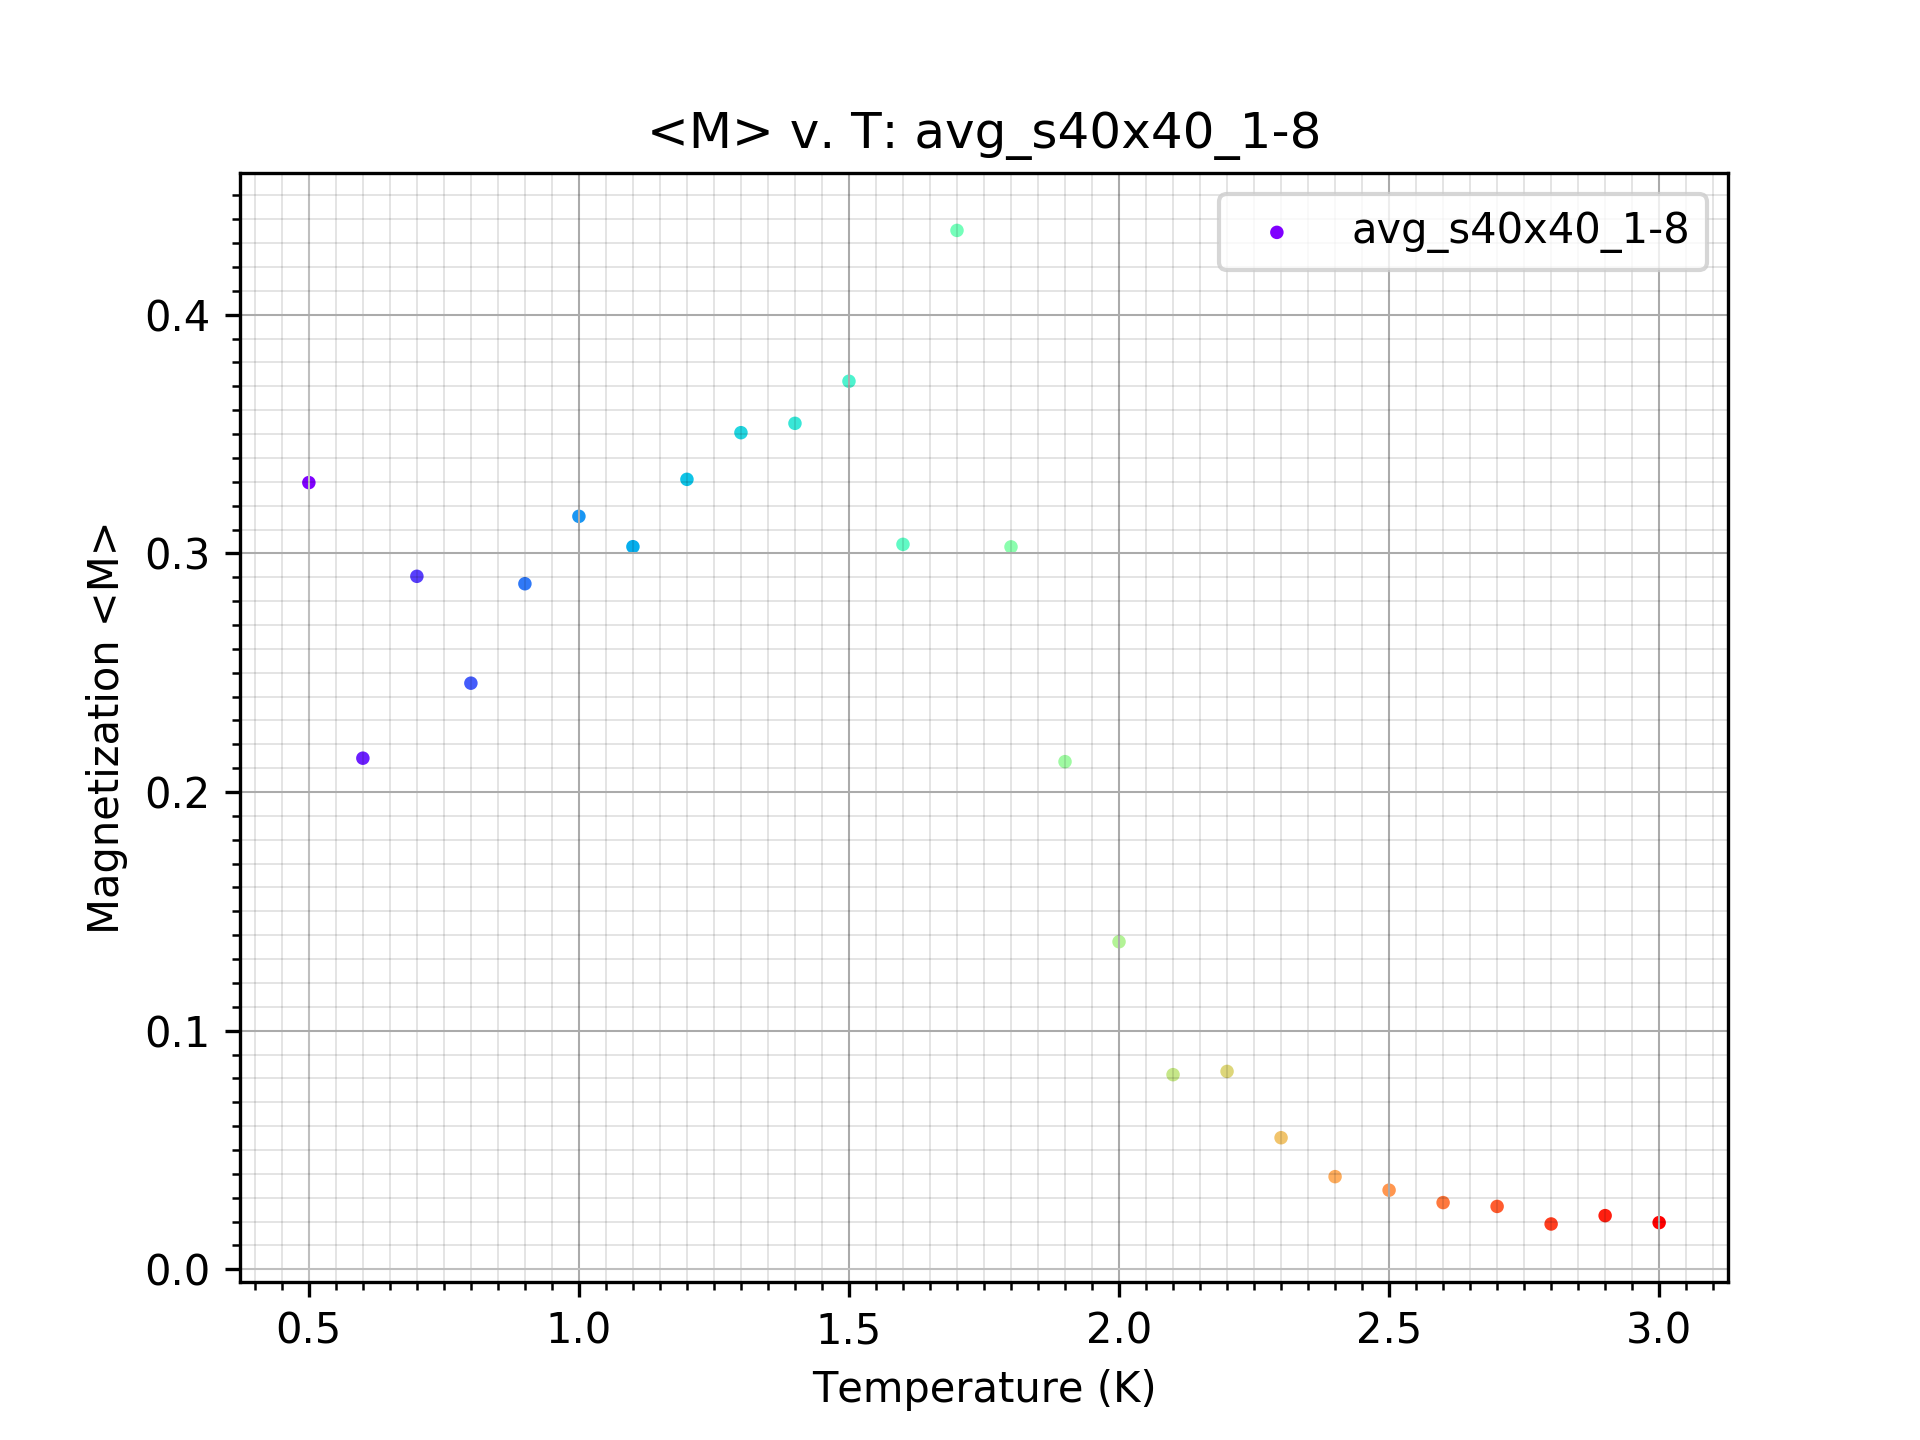 <M> v. T: avg_s40x40_1-8
avg_s40x40_1-8
Magnetization <M>
0.4
0.3
0.2
0.1
0.0
0.5 1.0 1.5 2.0 2.5 3.0
Temperature (K)